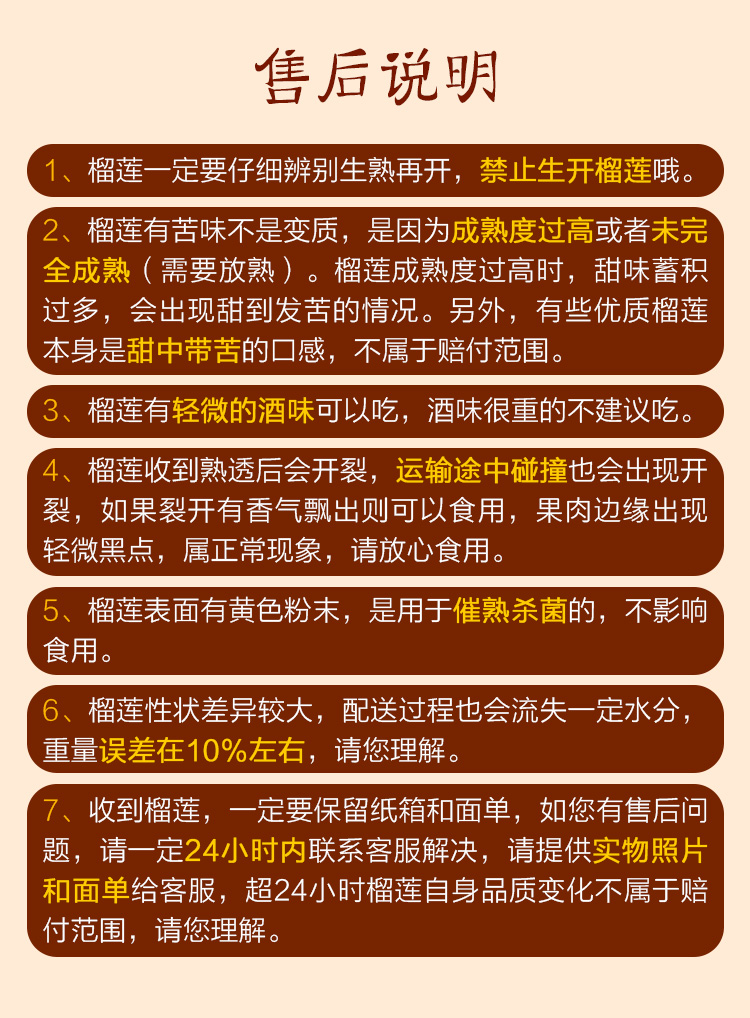 售后说明
1、榴莲一定要仔细辨别生熟再开，禁止生开榴莲哦。
2、榴莲有苦味不是变质，是因为成熟度过高或者未完
全成熟（需要放熟）。榴莲成熟度过高时，甜味蓄积
过多，会出现甜到发苦的情况。另外，有些优质榴莲
本身是甜中带苦的口感，不属于赔付范围。
3、榴莲有轻微的酒味可以吃，酒味很重的不建议吃。
4、榴莲收到熟透后会开裂，运输途中碰撞也会出现开
裂，如果裂开有香气飘出则可以食用，果肉边缘出现
轻微黑点，属正常现象，请放心食用。
5、榴莲表面有黄色粉末，是用于催熟杀菌的，不影响
食用。
6、榴莲性状差异较大，配送过程也会流失一定水分，
重量误差在10%左右，请您理解。
7、收到榴莲，一定要保留纸箱和面单，如您有售后问
题，请一定24小时内联系客服解决，请提供实物照片
和面单给客服，超24小时榴莲自身品质变化不属于赔
付范围，请您理解。